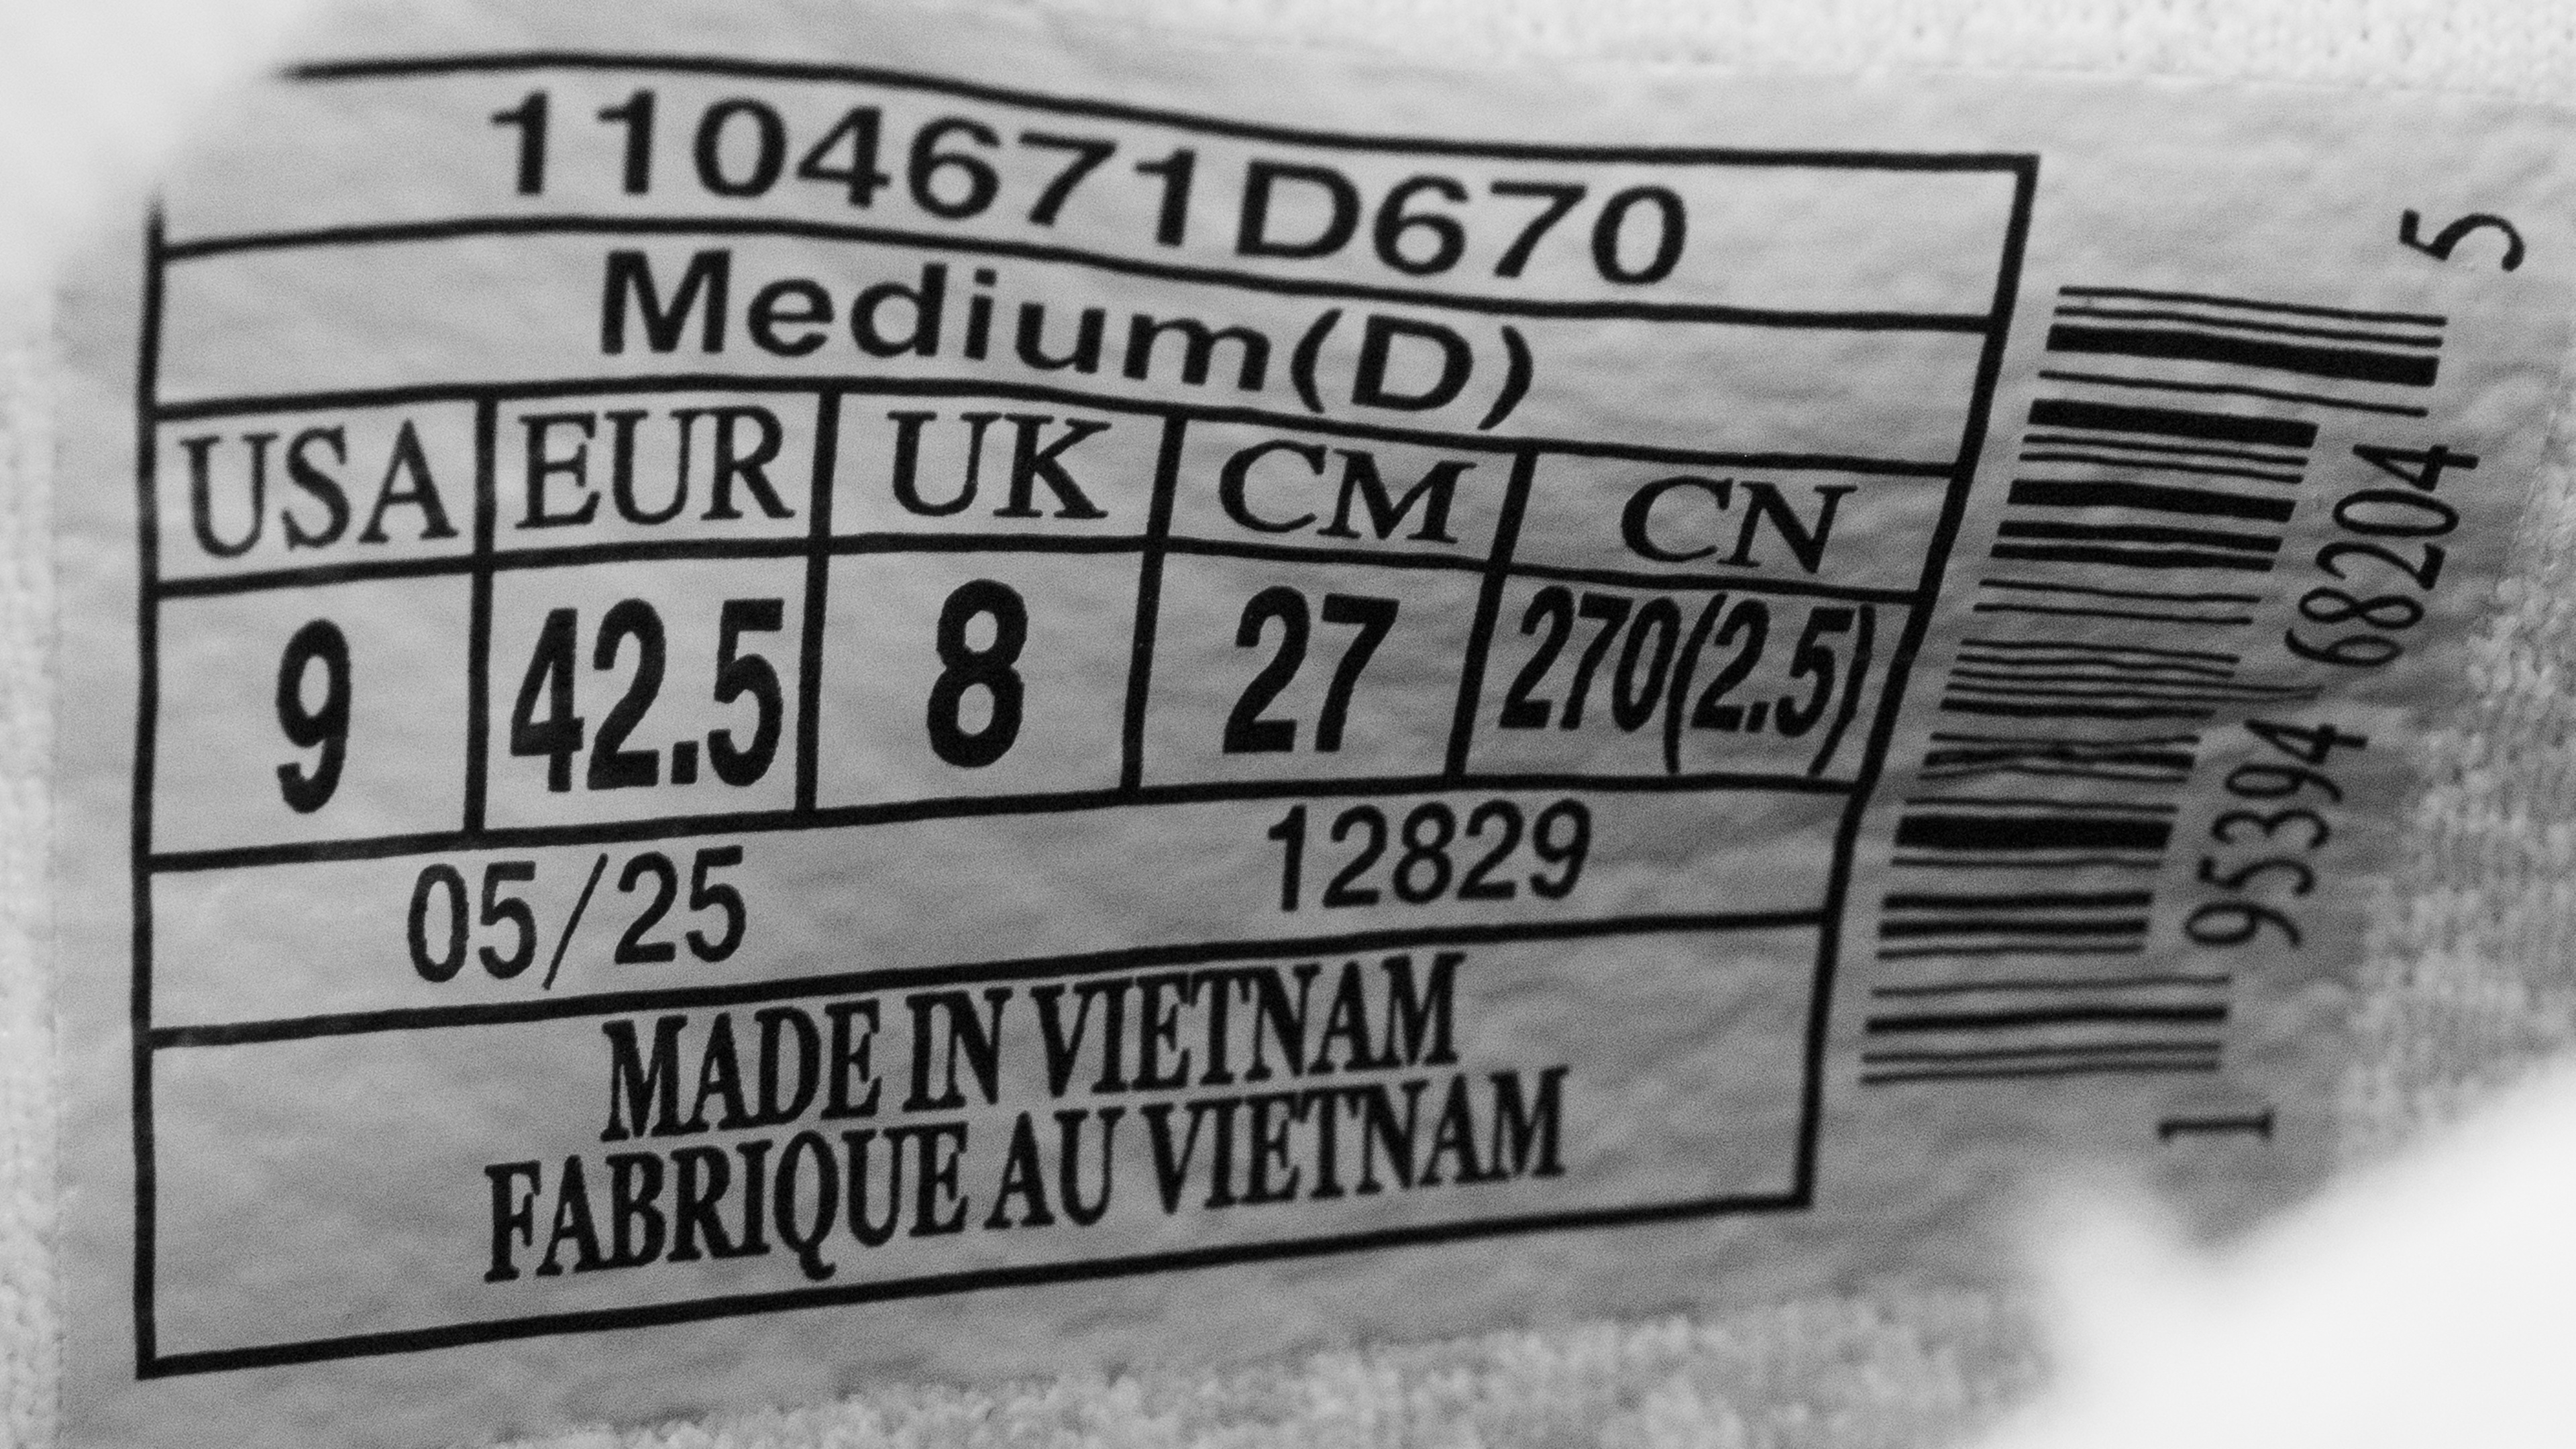 1104671D670
Medium(D)
USA EUR UK CM CN
9 42.5 8 27 270(2.5)
05/25 12829
MADE IN VIETNAM
FABRIQUE AU VIETNAM
1 95394 68204 5